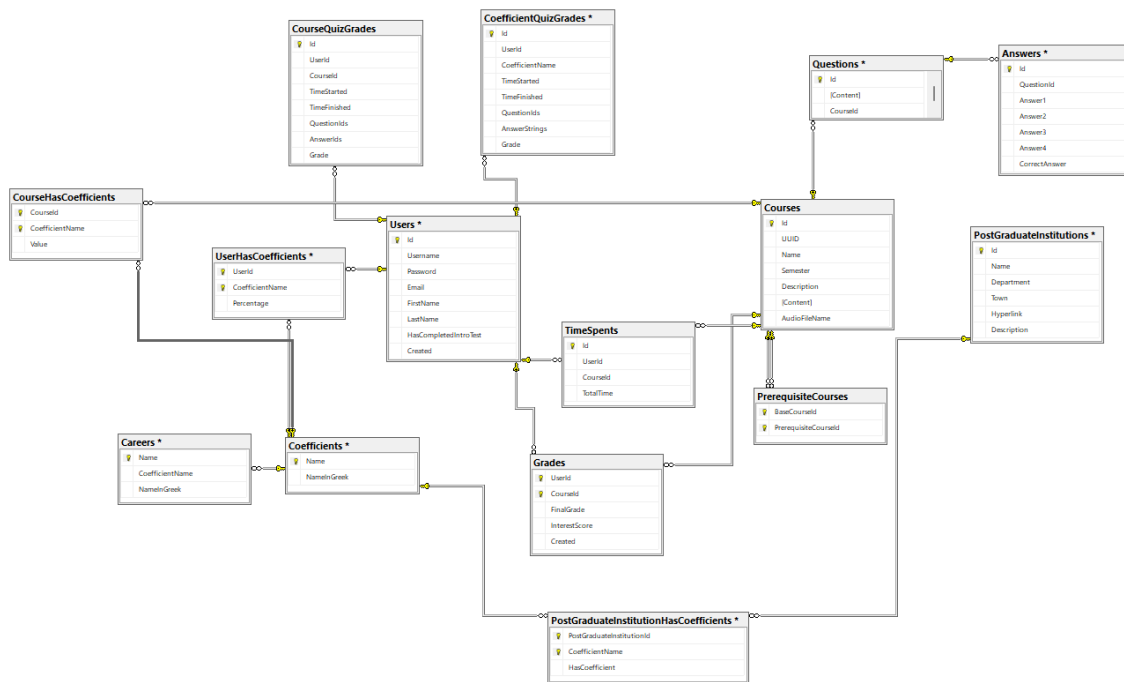 CourseQuizGrades
Id
UserId
CourseId
TimeStarted
TimeFinished
QuestionIds
AnswerIds
Grade
CoefficientQuizGrades *
Id
UserId
CoefficientName
TimeStarted
TimeFinished
QuestionIds
AnswerStrings
Grade
Questions *
Id
[Content]
CourseId
Answers *
Id
QuestionId
Answer1
Answer2
Answer3
Answer4
CorrectAnswer
CourseHasCoefficients
CourseId
CoefficientName
Value
UserHasCoefficients *
UserId
CoefficientName
Percentage
Users *
Id
Username
Password
Email
FirstName
LastName
HasCompletedIntroTest
Created
Courses
Id
UUID
Name
Semester
Description
[Content]
AudioFileName
PostGraduateInstitutions *
Id
Name
Department
Town
Hyperlink
Description
TimeSpents
Id
UserId
CourseId
TotalTime
PrerequisiteCourses
BaseCourseId
PrerequisiteCourseId
Careers *
Name
CoefficientName
NameInGreek
Coefficients *
Name
NameInGreek
Grades
UserId
CourseId
FinalGrade
InterestScore
Created
PostGraduateInstitutionHasCoefficients *
PostGraduateInstitutionId
CoefficientName
HasCoefficient